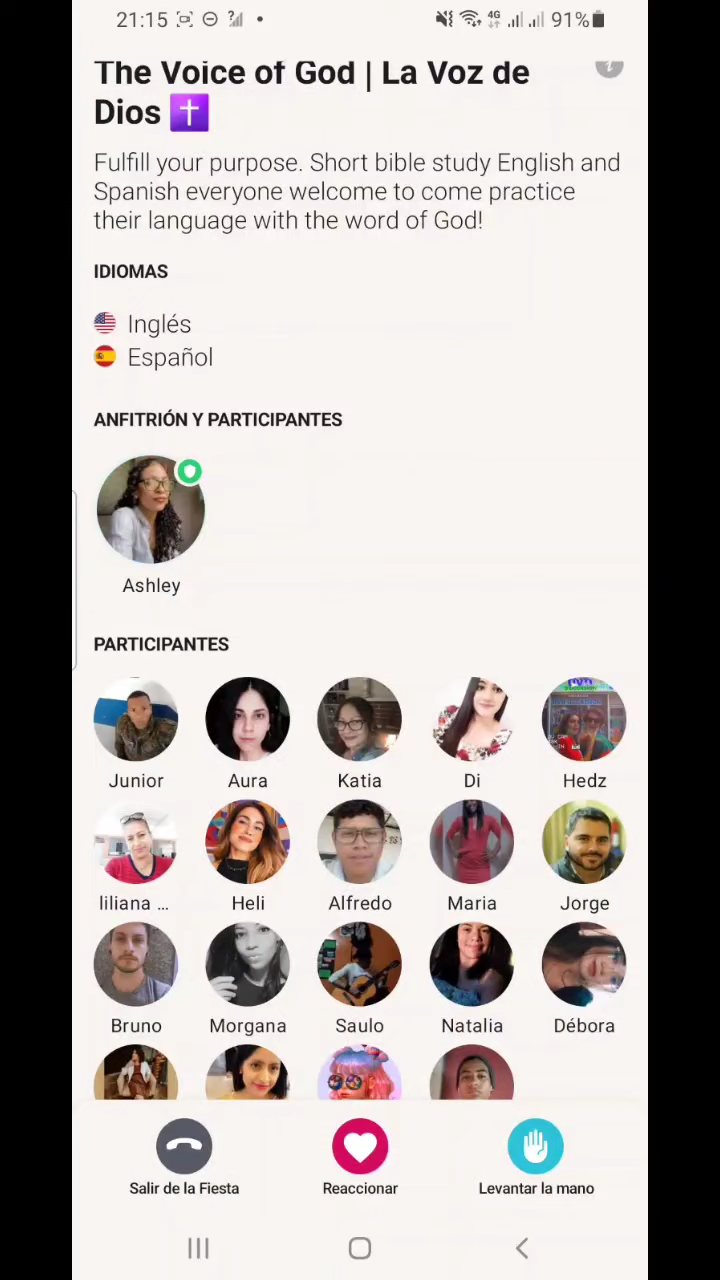 21:15
4G
91%
The Voice of God | La Voz de
Dios
Fulfill your purpose. Short bible study English and
Spanish everyone welcome to come practice
their language with the word of God!
IDIOMAS
Inglés
Español
ANFITRIÓN Y PARTICIPANTES
Ashley
PARTICIPANTES
Junior Aura Katia Di Hedz
liliana ... Heli Alfredo Maria Jorge
Bruno Morgana Saulo Natalia Débora
Salir de la Fiesta Reaccionar Levantar la mano